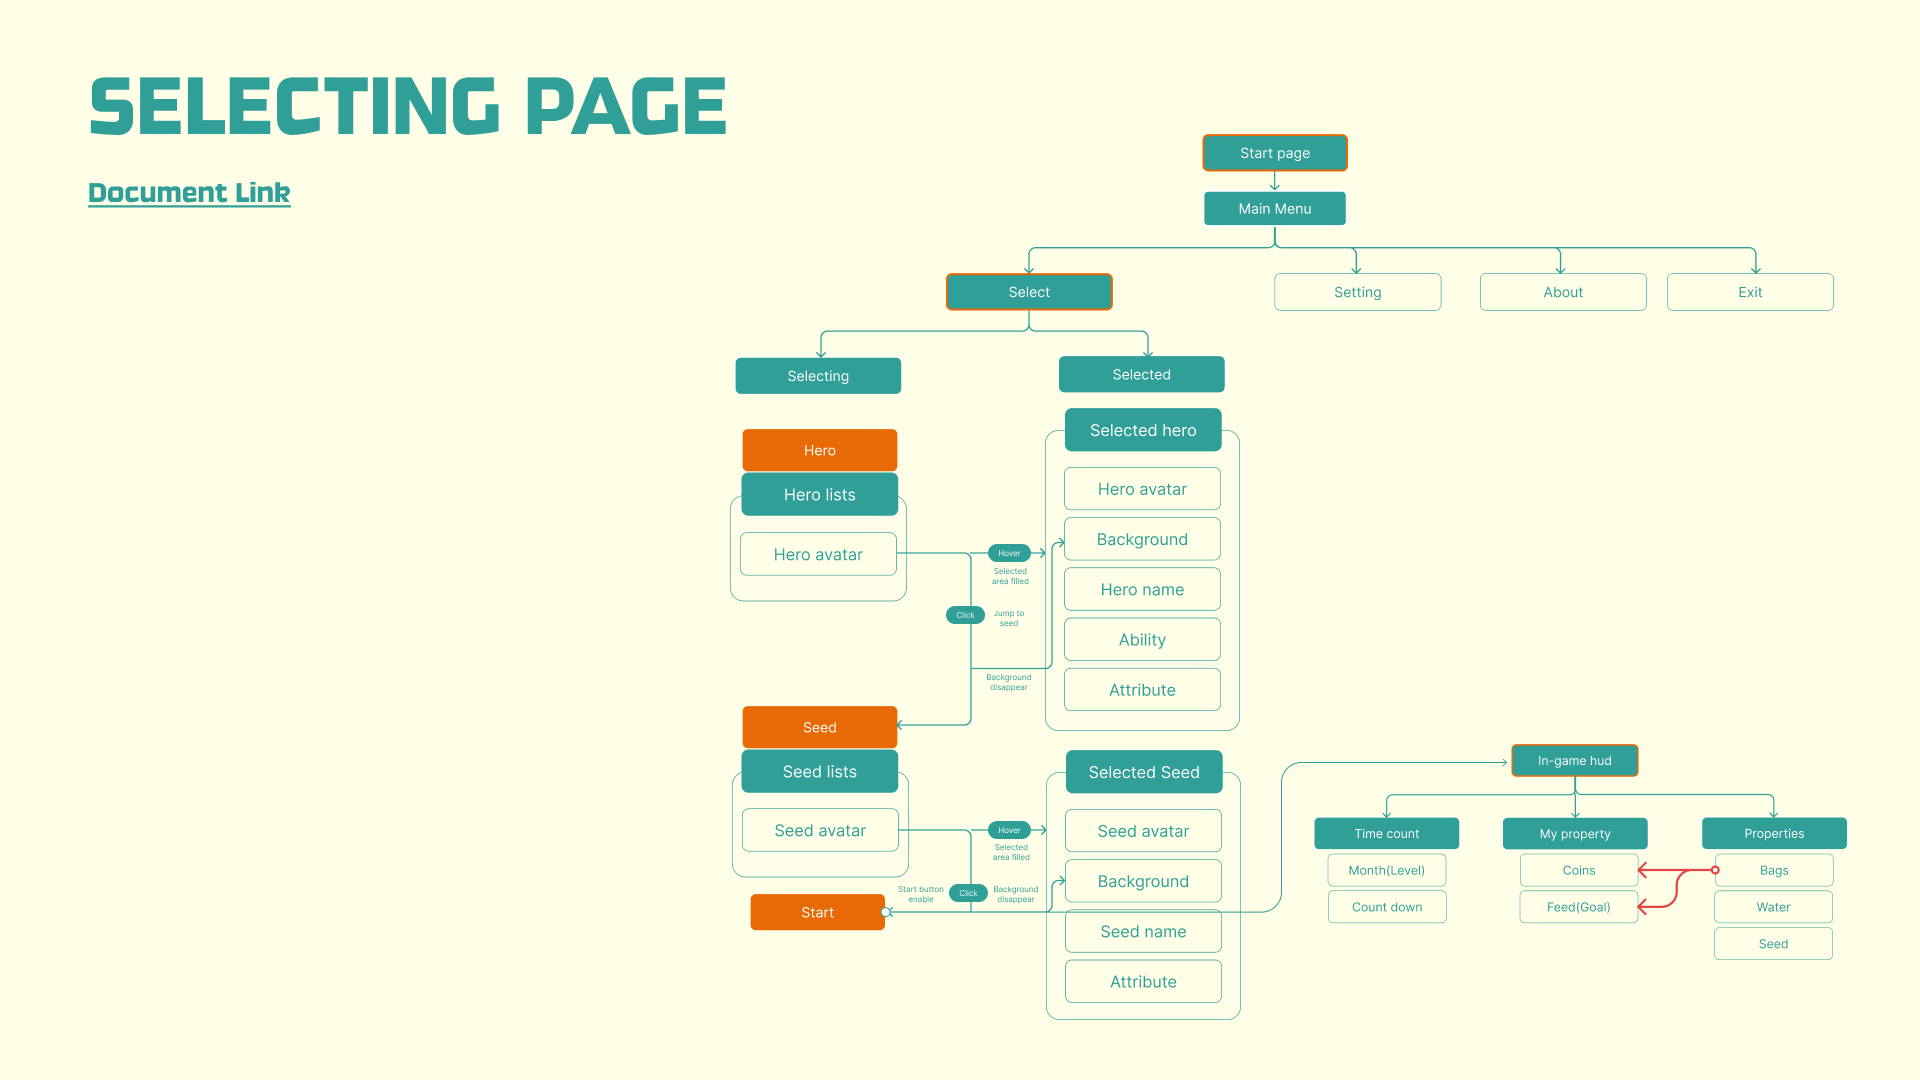 SELECTING PAGE
Document Link
Start page
Main Menu
Select
Setting
About
Exit
Selecting
Selected
Hero
Hero lists
Hero avatar
Hover
Selected
area filled
Click
Jump to
seed
Background
disappear
Selected hero
Hero avatar
Background
Hero name
Ability
Attribute
Seed
Seed lists
Seed avatar
Hover
Selected
area filled
Start button
enable
Click
Background
disappear
Start
Selected Seed
Seed avatar
Background
Seed name
Attribute
In-game hud
Time count
Month(Level)
Count down
My property
Coins
Feed(Goal)
Properties
Bags
Water
Seed